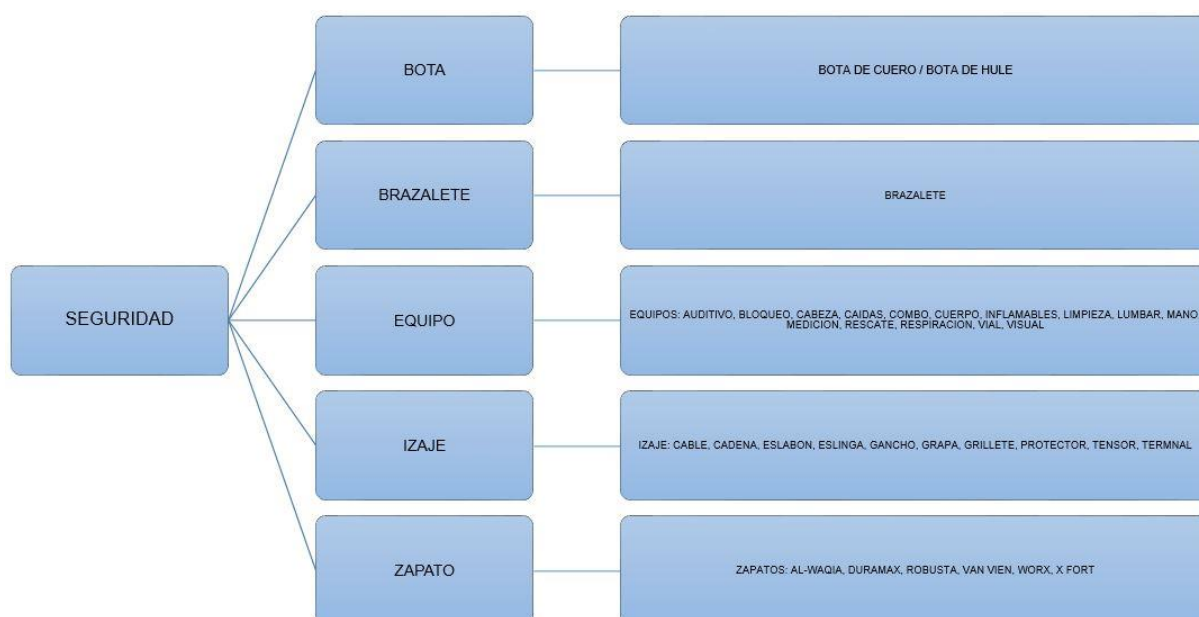 SEGURIDAD
BOTA
BOTA DE CUERO / BOTA DE HULE
BRAZALETE
BRAZALETE
EQUIPO
EQUIPOS: AUDITIVO, BLOQUEO, CABEZA, CAIDAS, COMBO, CUERPO, INFLAMABLES, LIMPIEZA, LUMBAR, MANO
MEDICION, RESCATE, RESPIRACION, VIAL, VISUAL
IZAJE
IZAJE: CABLE, CADENA, ESLABON, ESLINGA, GANCHO, GRAPA, GRILLETE, PROTECTOR, TENSOR, TERMNAL
ZAPATO
ZAPATOS: AL-WAQIA, DURAMAX, ROBUSTA, VAN VIEN, WORX, X FORT